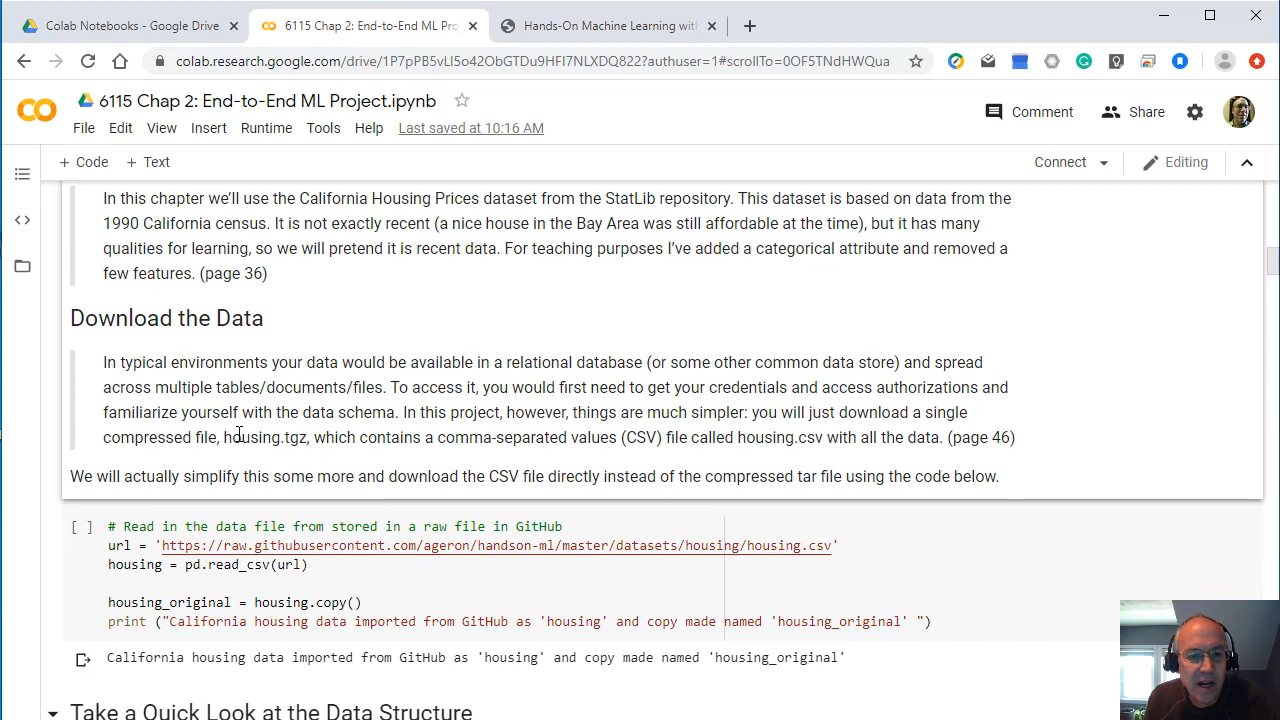 Colab Notebooks - Google Drive
6115 Chap 2: End-to-End ML Pro
Hands-On Machine Learning with
colab.research.google.com/drive/1P7pPB5vLI5o42ObGTDu9HFI7NLXDQ822?authuser=1#scrollTo=0OF5TNdHWQua
6115 Chap 2: End-to-End ML Project.ipynb
File Edit View Insert Runtime Tools Help Last saved at 10:16 AM
Comment Share
+ Code + Text
Connect Editing
In this chapter we'll use the California Housing Prices dataset from the StatLib repository. This dataset is based on data from the
1990 California census. It is not exactly recent (a nice house in the Bay Area was still affordable at the time), but it has many
qualities for learning, so we will pretend it is recent data. For teaching purposes I've added a categorical attribute and removed a
few features. (page 36)
Download the Data
In typical environments your data would be available in a relational database (or some other common data store) and spread
across multiple tables/documents/files. To access it, you would first need to get your credentials and access authorizations and
familiarize yourself with the data schema. In this project, however, things are much simpler: you will just download a single
compressed file, housing.tgz, which contains a comma-separated values (CSV) file called housing.csv with all the data. (page 46)
We will actually simplify this some more and download the CSV file directly instead of the compressed tar file using the code below.
[ ] # Read in the data file from stored in a raw file in GitHub
url = 'https://raw.githubusercontent.com/ageron/handson-ml/master/datasets/housing/housing.csv'
housing = pd.read_csv(url)
housing_original = housing.copy()
print ("California housing data imported from GitHub as 'housing' and copy made named 'housing_original' ")
California housing data imported from GitHub as 'housing' and copy made named 'housing_original'
Take a Quick Look at the Data Structure